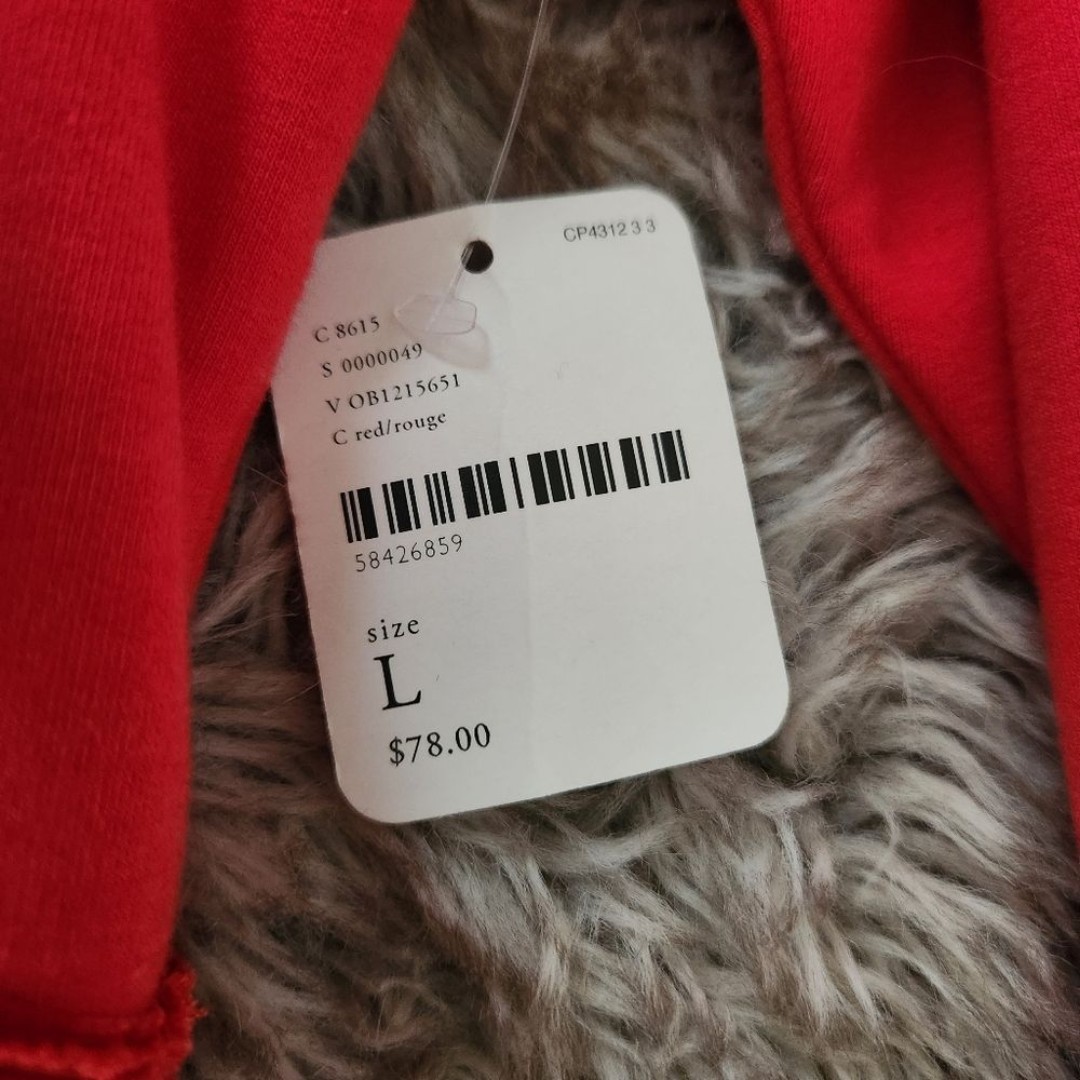 CP4312 3 3
C 8615
S 0000049
V OB1215651
C red/rouge
58426859
size
L
$78.00